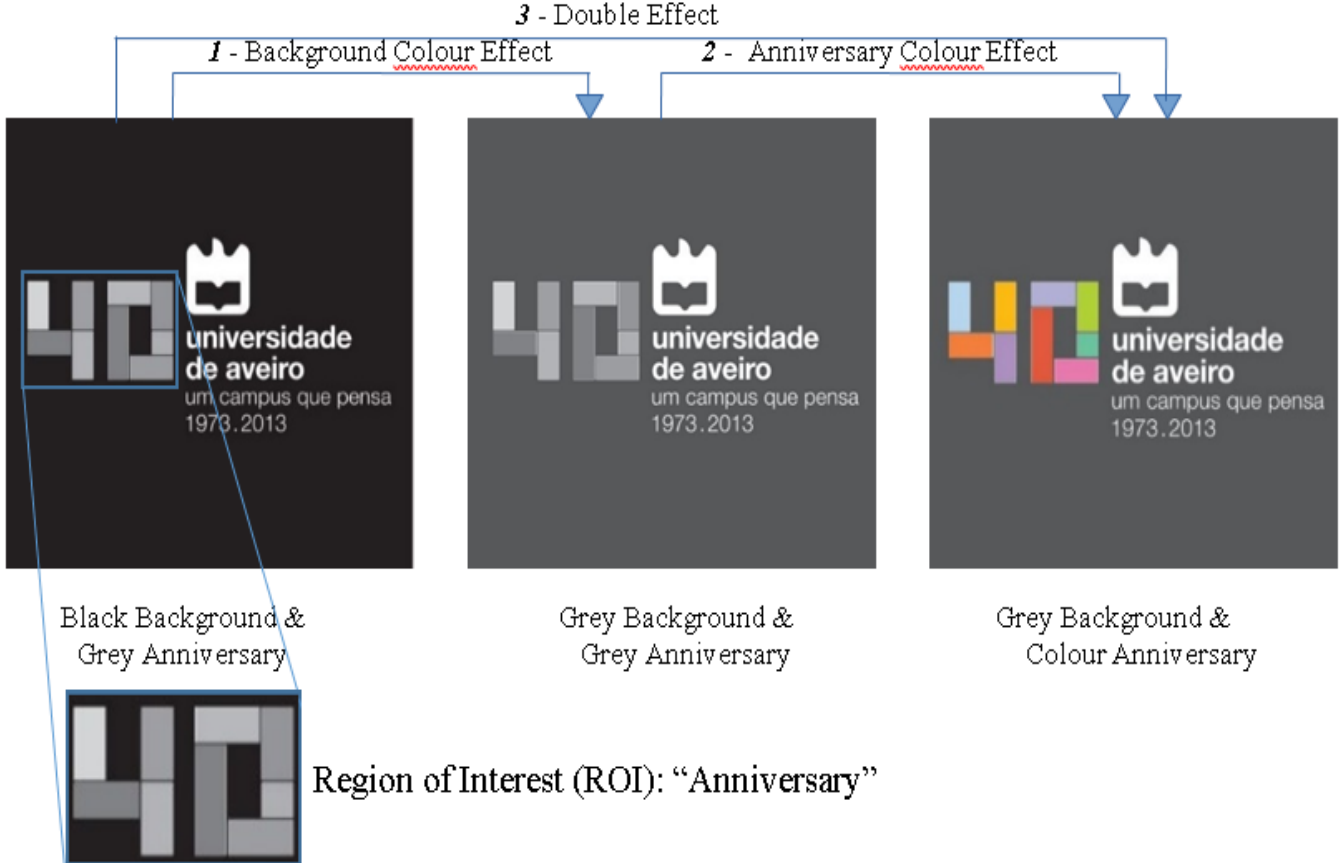 3 - Double Effect
1 - Background Colour Effect
2 - Anniversary Colour Effect
40
universidade
de aveiro
um campus que pensa
1973.2013
40
universidade
de aveiro
um campus que pensa
1973.2013
40
universidade
de aveiro
um campus que pensa
1973.2013
Black Background &
Grey Anniversary
Grey Background &
Grey Anniversary
Grey Background &
Colour Anniversary
40
Region of Interest (ROI): “Anniversary”